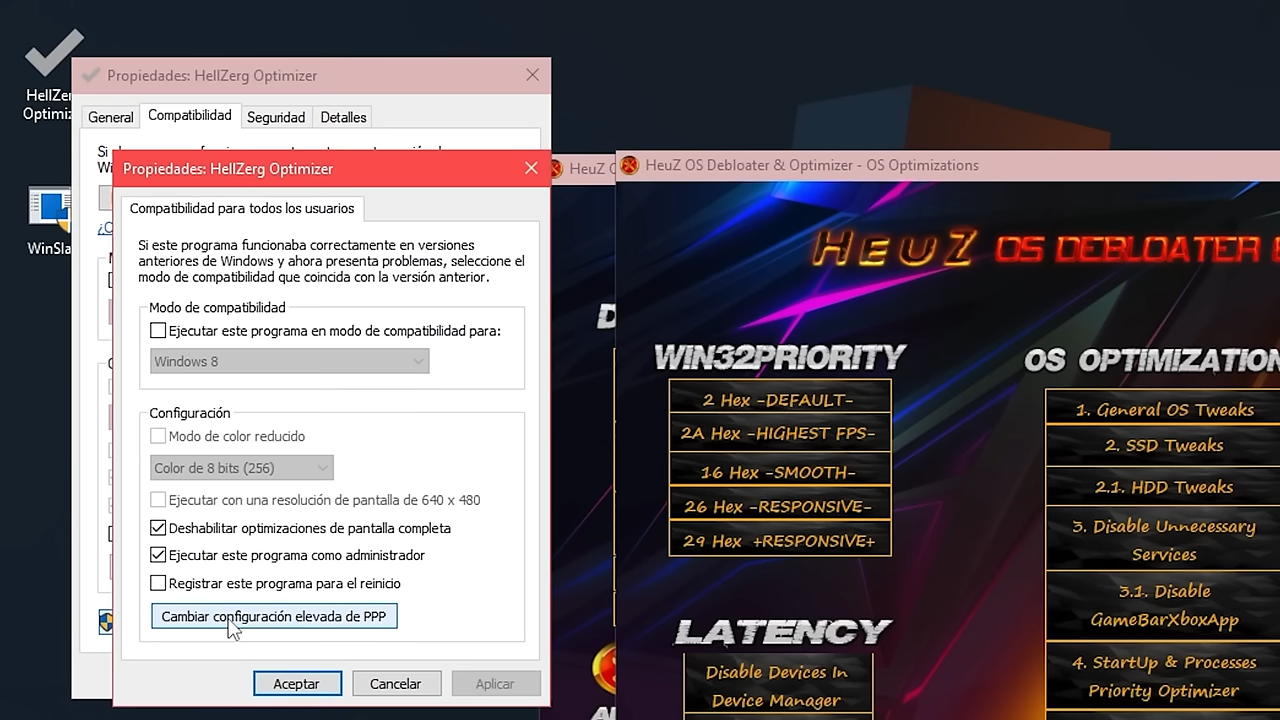 HellZer
Optimiz
WinSla
Propiedades: HellZerg Optimizer
General
Compatibilidad
Seguridad
Detalles
Propiedades: HellZerg Optimizer
Compatibilidad para todos los usuarios
Si este programa funcionaba correctamente en versiones
anteriores de Windows y ahora presenta problemas, seleccione el
modo de compatibilidad que coincida con la versión anterior.
Modo de compatibilidad
Ejecutar este programa en modo de compatibilidad para:
Windows 8
Configuración
Modo de color reducido
Color de 8 bits (256)
Ejecutar con una resolución de pantalla de 640 x 480
Deshabilitar optimizaciones de pantalla completa
Ejecutar este programa como administrador
Registrar este programa para el reinicio
Cambiar configuración elevada de PPP
Aceptar
Cancelar
Aplicar
HeuZ
HeuZ OS Debloater & Optimizer - OS Optimizations
HeuZ OS DEBLOATER
WIN32PRIORITY
2 Hex -DEFAULT-
2A Hex -HIGHEST FPS-
16 Hex -SMOOTH-
26 Hex -RESPONSIVE-
29 Hex +RESPONSIVE+
LATENCY
Disable Devices In
Device Manager
OS OPTIMIZATION
1. General OS Tweaks
2. SSD Tweaks
2.1. HDD Tweaks
3. Disable Unnecessary
Services
3.1. Disable
GameBarXboxApp
4. StartUp & Processes
Priority Optimizer